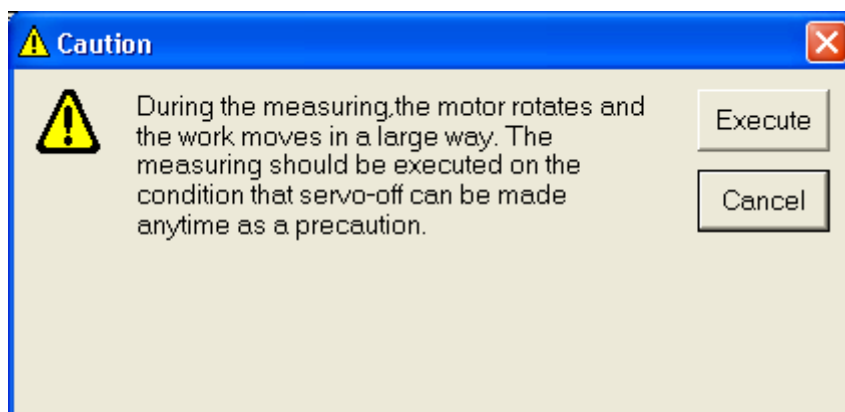 Caution
During the measuring,the motor rotates and
the work moves in a large way. The
measuring should be executed on the
condition that servo-off can be made
anytime as a precaution.
Execute
Cancel